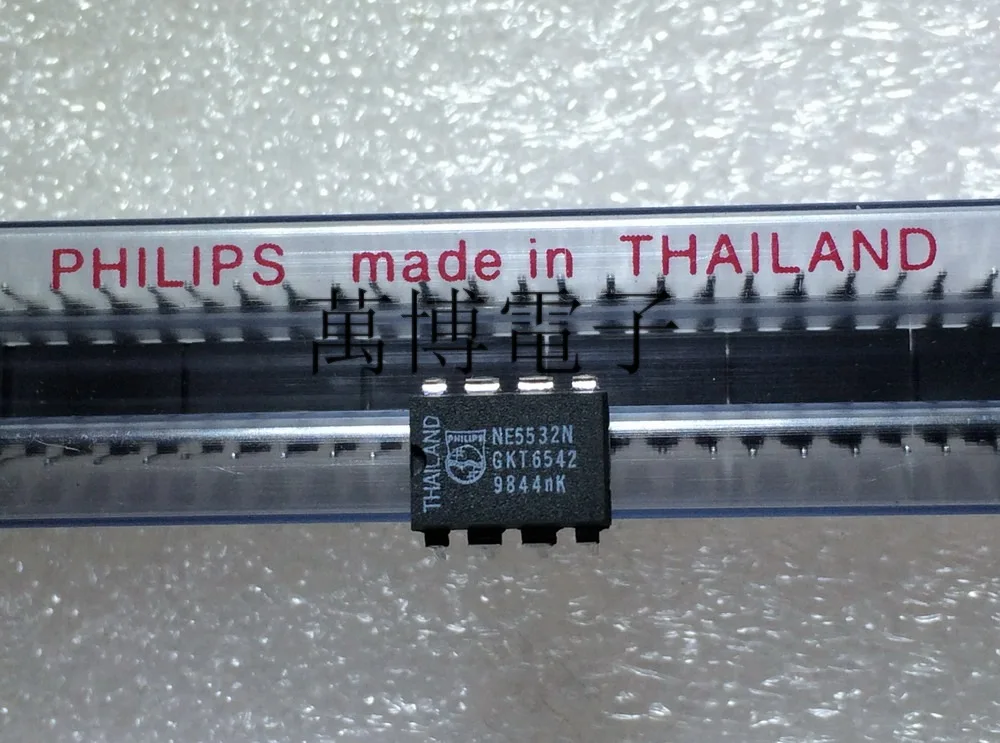 PHILIPS made in THAILAND
萬博電子
THAILAND
PHILIPS
NE5532N
GKT6542
9844nK